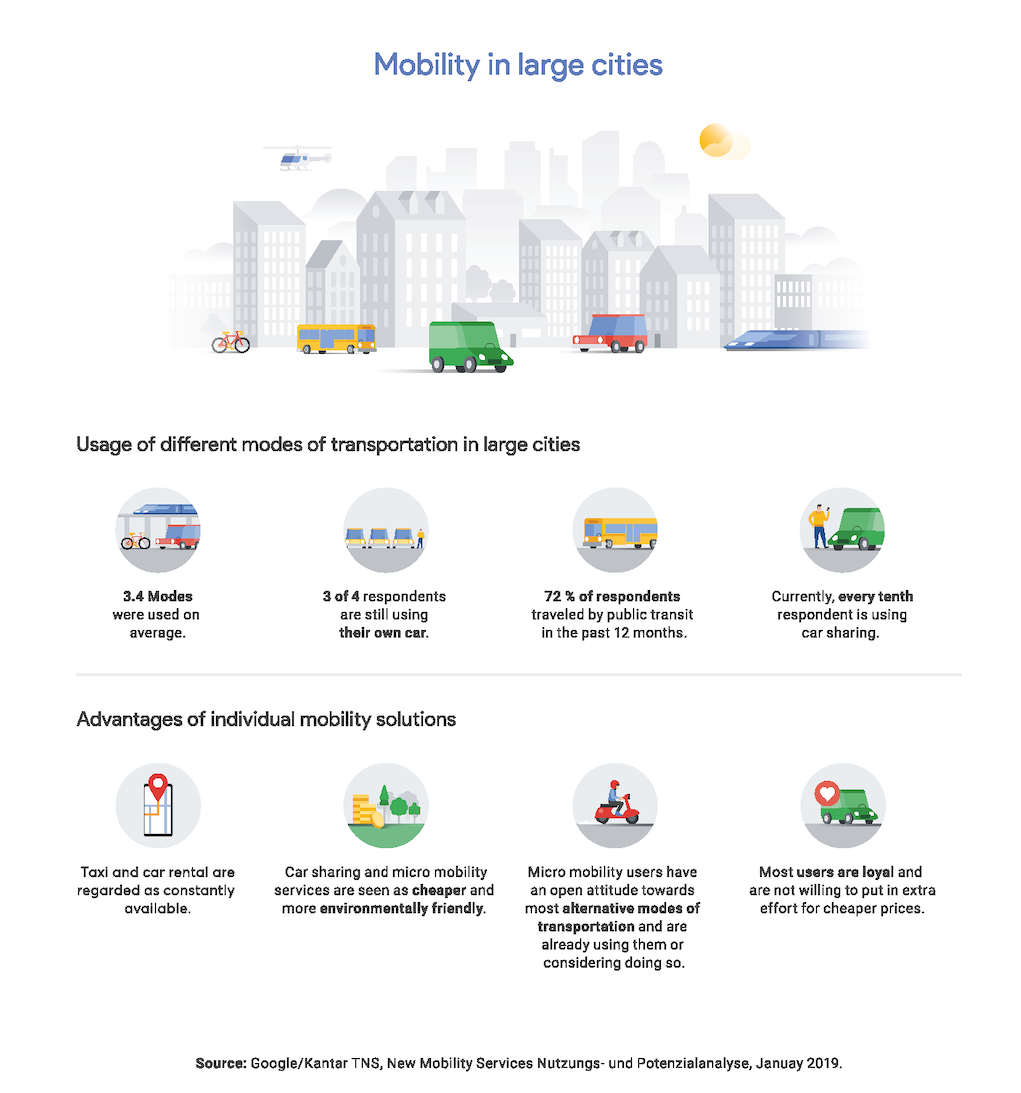 Mobility in large cities
Usage of different modes of transportation in large cities
3.4 Modes
were used on
average.
3 of 4 respondents
are still using
their own car.
72 % of respondents
traveled by public transit
in the past 12 months.
Currently, every tenth
respondent is using
car sharing.
Advantages of individual mobility solutions
Taxi and car rental are
regarded as constantly
available.
Car sharing and micro mobility
services are seen as cheaper and
more environmentally friendly.
Micro mobility users have
an open attitude towards
most alternative modes of
transportation and are
already using them or
considering doing so.
Most users are loyal and
are not willing to put in extra
effort for cheaper prices.
Source: Google/Kantar TNS, New Mobility Services Nutzungs- und Potenzialanalyse, Januay 2019.